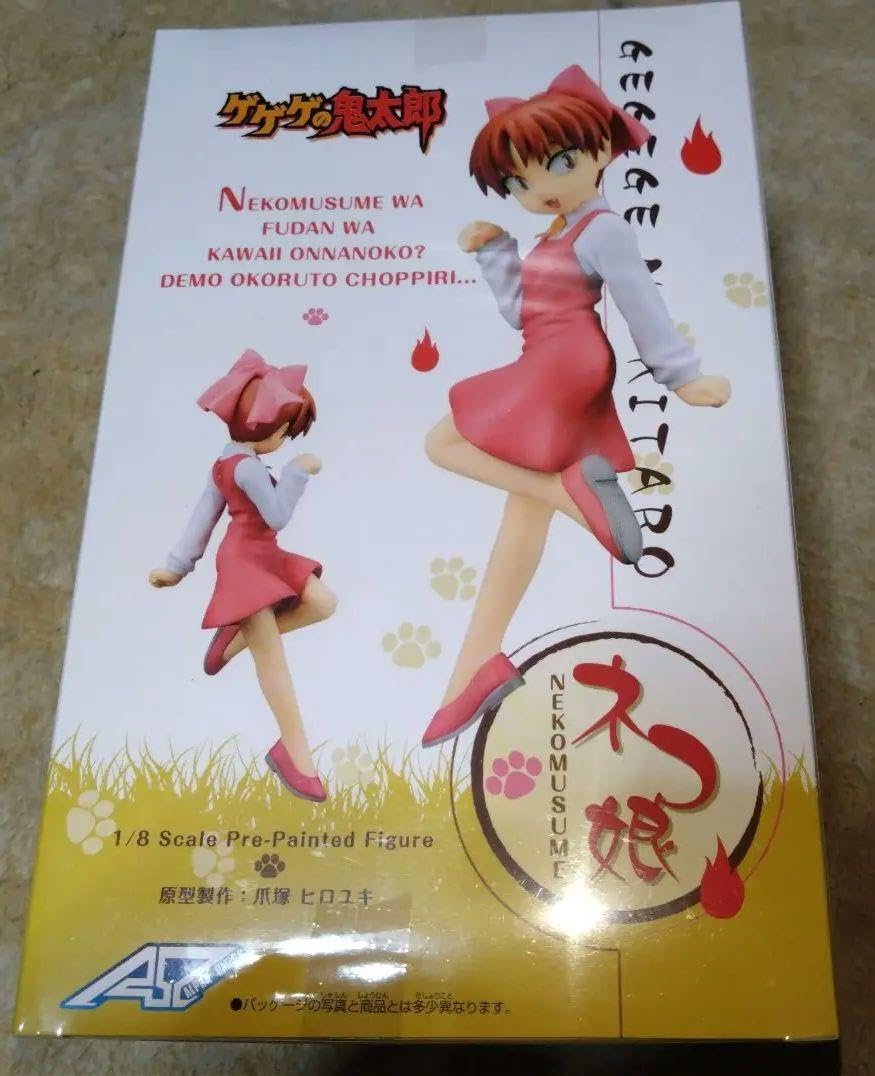 ゲゲゲの鬼太郎
NEKOMUSUME WA
FUDAN WA
KAWAII ONNANOKO?
DEMO OKORUTO CHOPPIRI...
GEGEGE N KITARO
NEKOMUSUME
ネコ娘
1/8 Scale Pre-Painted Figure
原型製作：爪塚 ヒロユキ
●パッケージの写真と商品とは多少異なります。